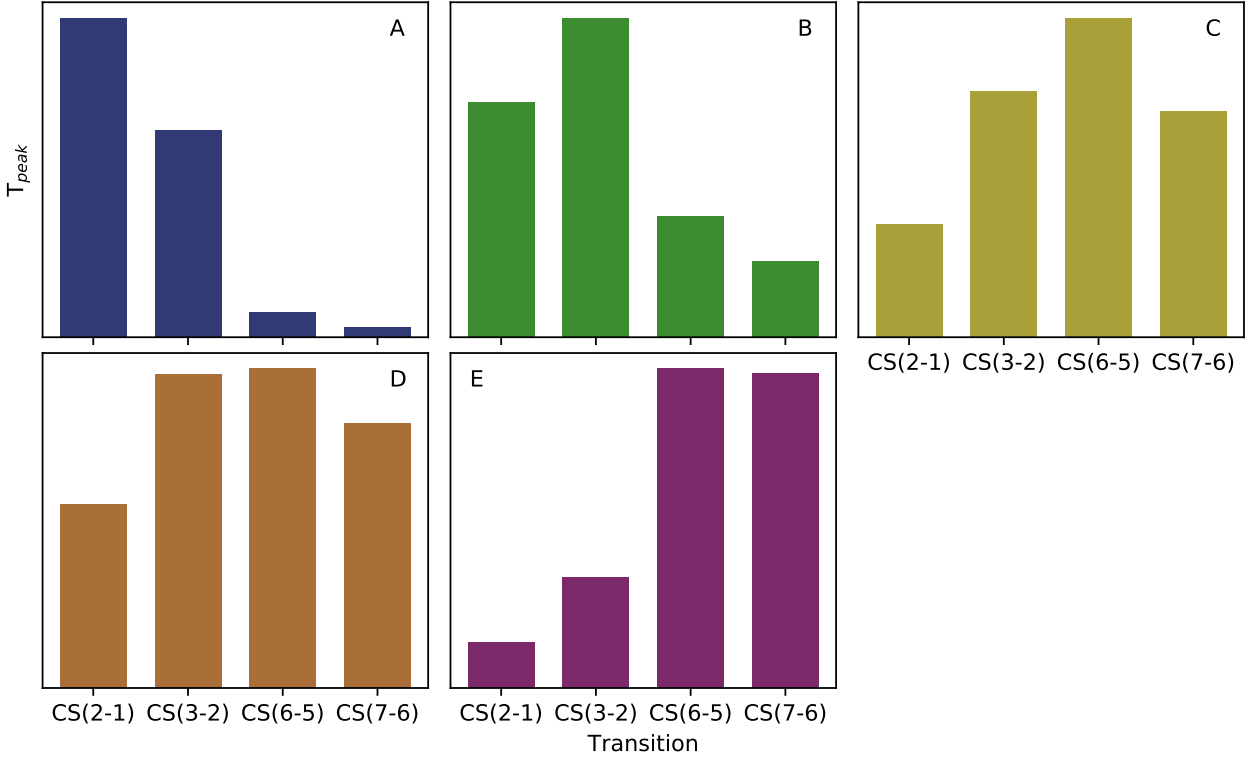 A
B
C
T_peak
CS(2-1) CS(3-2) CS(6-5) CS(7-6)
D
E
CS(2-1) CS(3-2) CS(6-5) CS(7-6)
CS(2-1) CS(3-2) CS(6-5) CS(7-6)
Transition